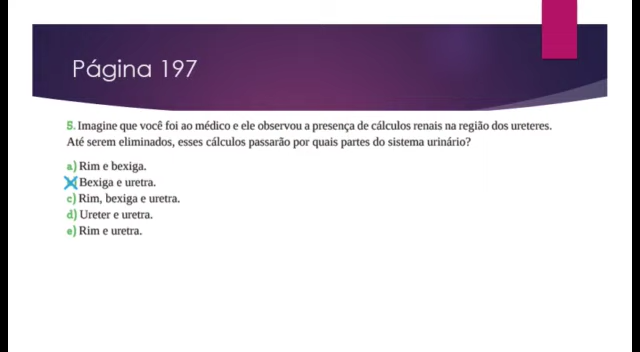 Página 197
5. Imagine que você foi ao médico e ele observou a presença de cálculos renais na região dos ureteres.
Até serem eliminados, esses cálculos passarão por quais partes do sistema urinário?
a) Rim e bexiga.
Bexiga e uretra.
c) Rim, bexiga e uretra.
d) Ureter e uretra.
e) Rim e uretra.